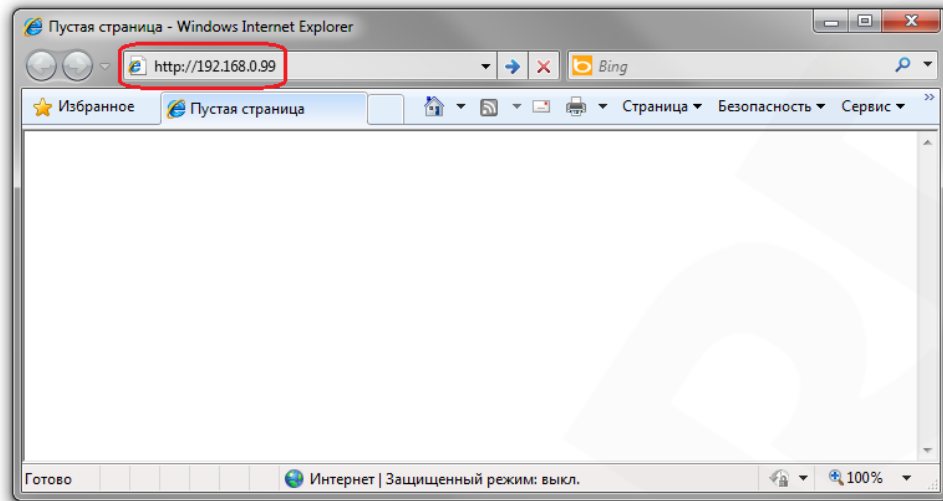 Пустая страница - Windows Internet Explorer
http://192.168.0.99 Bing
Избранное Пустая страница Страница Безопасность Сервис »
Готово Интернет | Защищенный режим: выкл. 100%